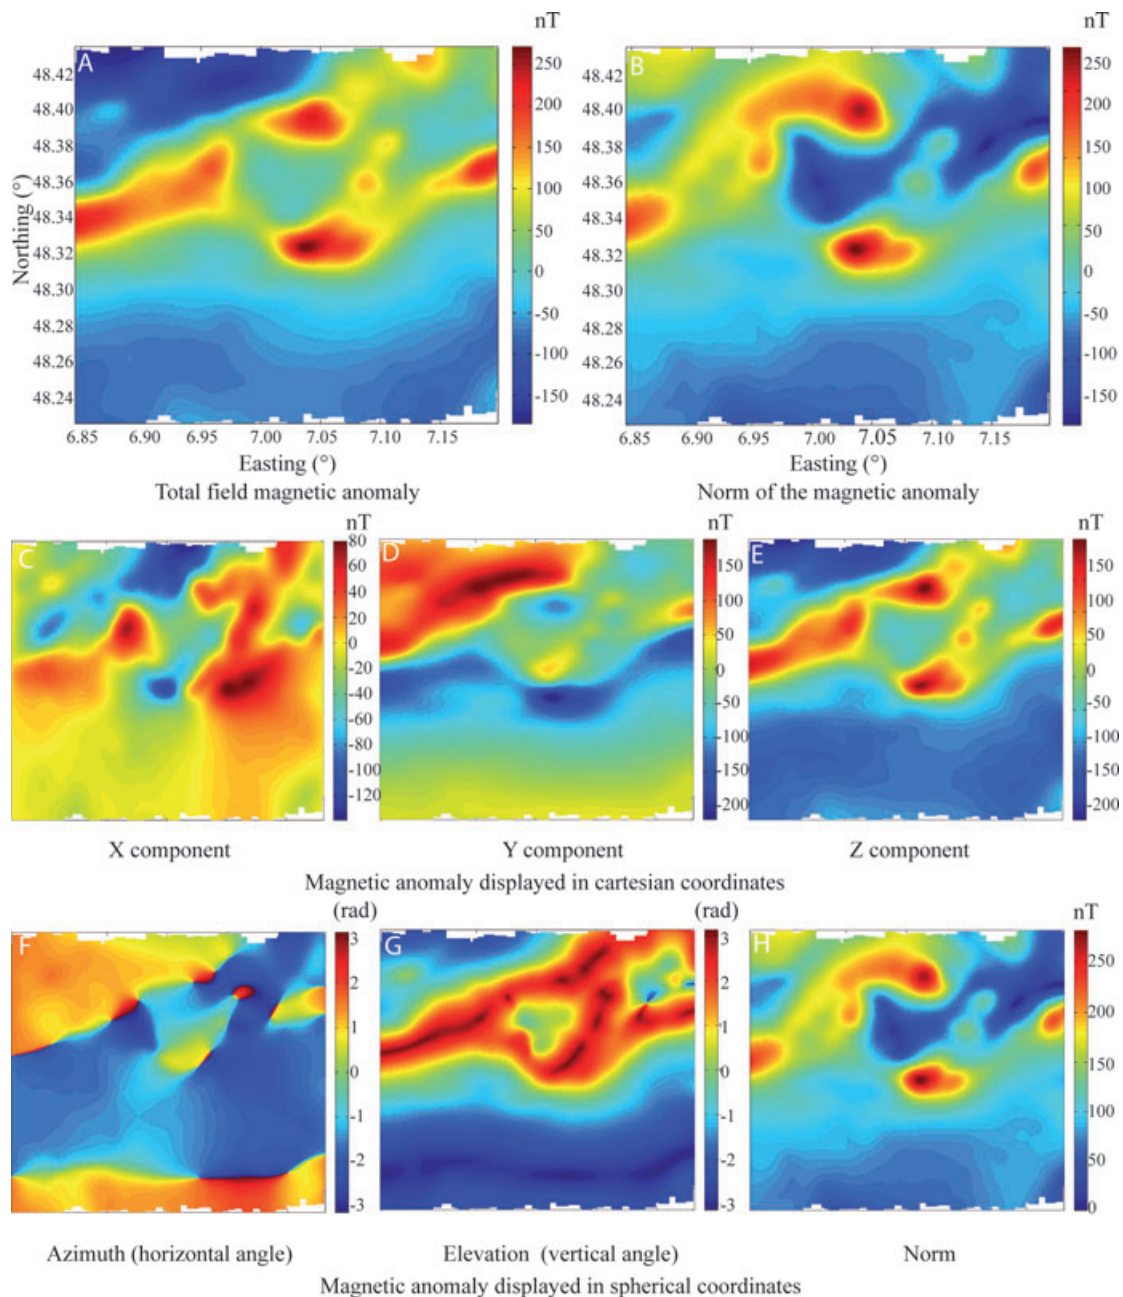 nT
nT
A
B
48.42
48.40
48.38
48.36
48.34
48.32
48.30
48.28
48.26
48.24
Northing (°)
250
200
150
100
50
0
-50
-100
-150
48.42
48.40
48.38
48.36
48.34
48.32
48.30
48.28
48.26
48.24
250
200
150
100
50
0
-50
-100
-150
6.85 6.90 6.95 7.00 7.05 7.10 7.15
6.85 6.90 6.95 7.00 7.05 7.10 7.15
Easting (°)
Easting (°)
Total field magnetic anomaly
Norm of the magnetic anomaly
nT
nT
nT
C
80
60
40
20
0
-20
-40
-60
-80
-100
-120
D
150
100
50
0
-50
-100
-150
-200
E
150
100
50
0
-50
-100
-150
-200
X component
Y component
Z component
Magnetic anomaly displayed in cartesian coordinates
(rad)
(rad)
nT
F
3
2
1
0
-1
-2
-3
G
3
2
1
0
-1
-2
-3
H
250
200
150
100
50
0
Azimuth (horizontal angle)
Elevation (vertical angle)
Norm
Magnetic anomaly displayed in spherical coordinates